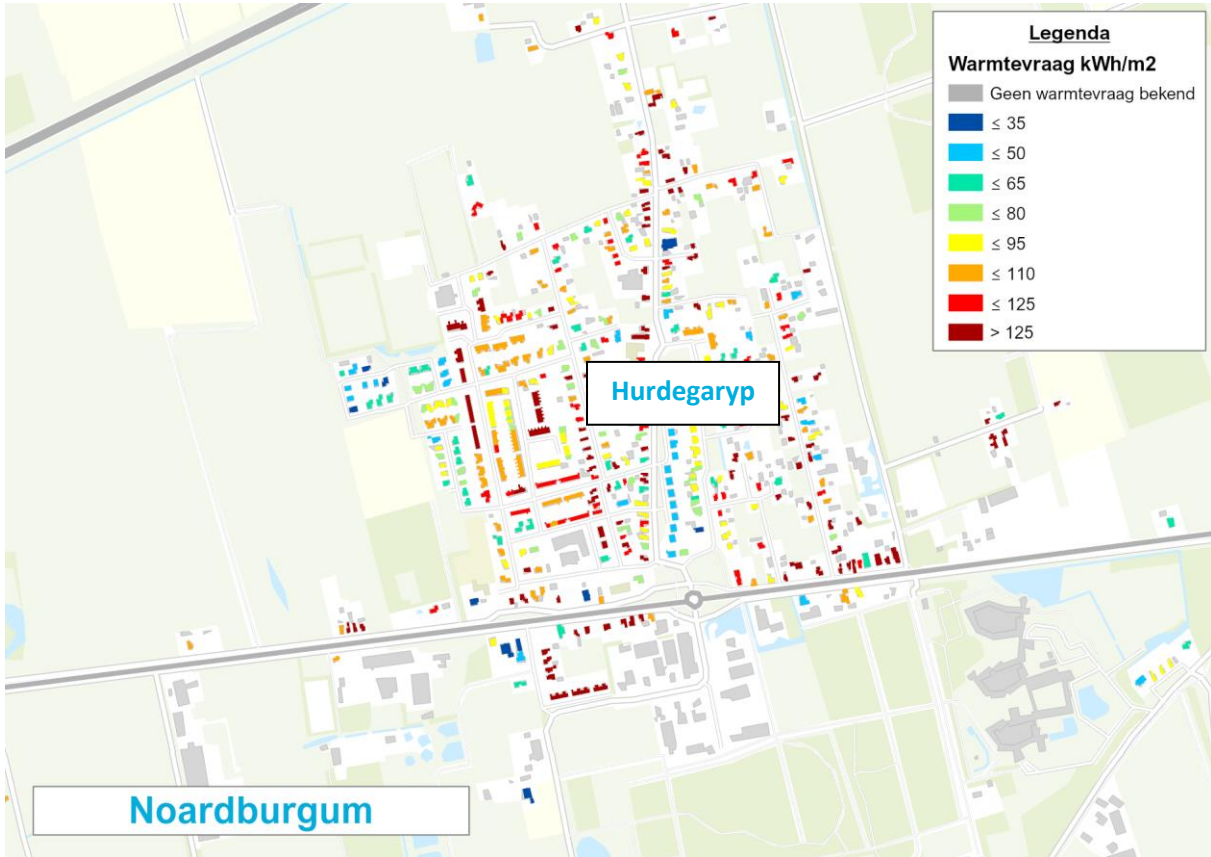 Legenda
Warmtevraag kWh/m2
Geen warmtevraag bekend
≤ 35
≤ 50
≤ 65
≤ 80
≤ 95
≤ 110
≤ 125
> 125
Hurdegaryp
Noardburgum